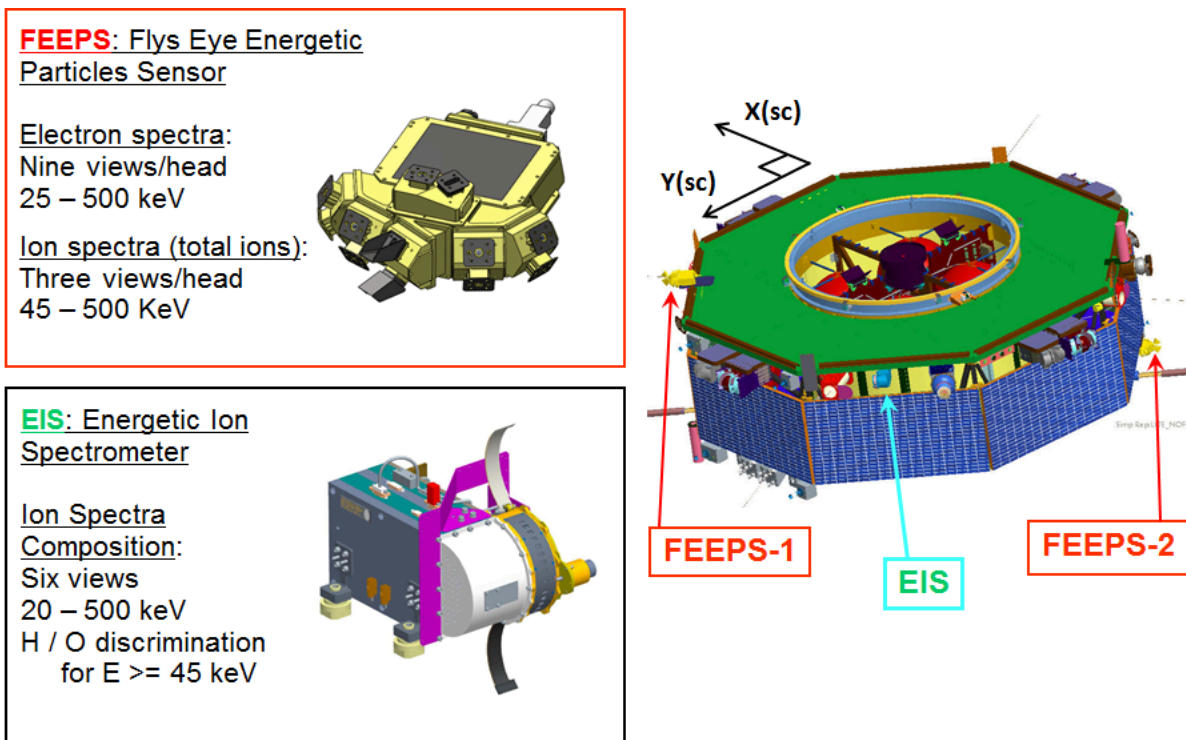 FEEPS: Flys Eye Energetic
Particles Sensor
Electron spectra:
Nine views/head
25 – 500 keV
Ion spectra (total ions):
Three views/head
45 – 500 KeV
EIS: Energetic Ion
Spectrometer
Ion Spectra
Composition:
Six views
20 – 500 keV
H / O discrimination
for E >= 45 keV
X(sc)
Y(sc)
FEEPS-1
EIS
FEEPS-2